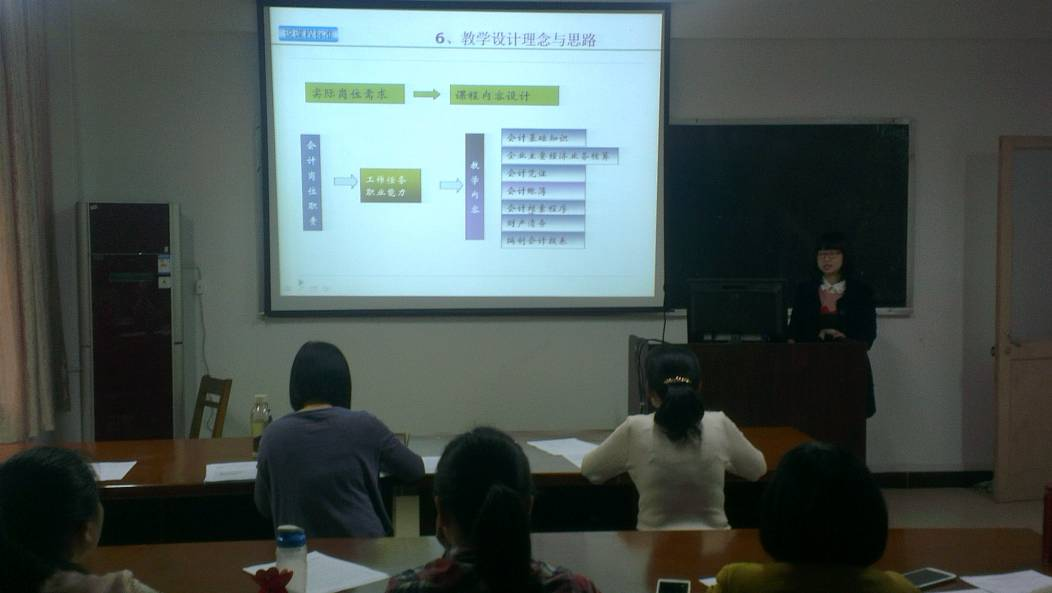 6、教学设计理念与思路
实际岗位需求
课程内容设计
会计岗位职责
工作任务
职业能力
教学内容
会计基础知识
企业主要经济业务核算
会计凭证
会计账簿
会计核算程序
财产清查
编制会计报表